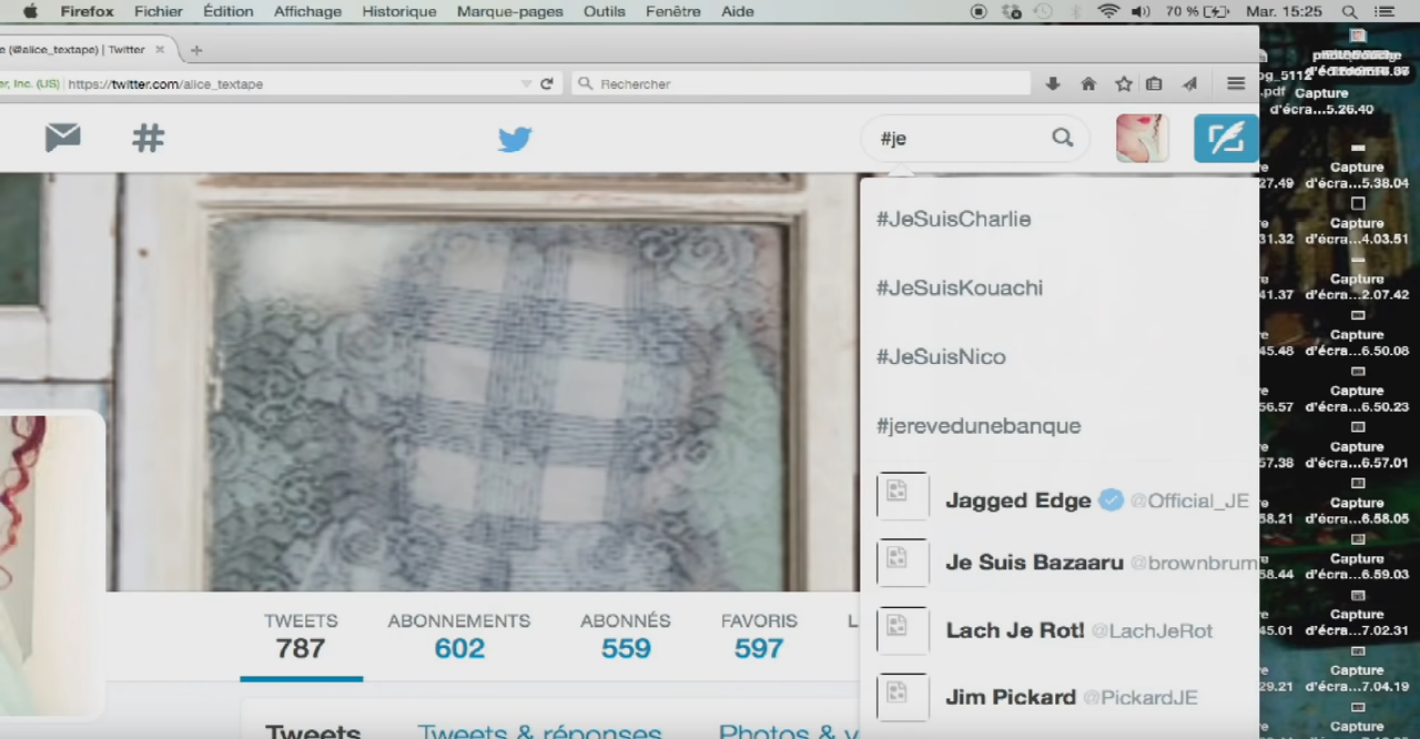 Firefox Fichier Édition Affichage Historique Marque-pages Outils Fenêtre Aide 70 % Mar. 15:25
e (@alice_textape) | Twitter
er, Inc. (US) https://twitter.com/alice_textape Rechercher
#je
#JeSuisCharlie
#JeSuisKouachi
#JeSuisNico
#jerevedunebanque
Jagged Edge @Official_JE
Je Suis Bazaaru @brownbrum
Lach Je Rot! @LachJeRot
Jim Pickard @PickardJE
TWEETS ABONNEMENTS ABONNÉS FAVORIS L
787 602 559 597
Tweets Tweets & réponses Photos & v
og_5112
.pdf Capture
d'écra...5.26.40
Capture
27.49 d'écra...5.38.04
Capture
31.32 d'écra...4.03.51
Capture
41.37 d'écra...2.07.42
Capture
45.48 d'écra...6.50.08
Capture
56.57 d'écra...6.50.23
Capture
57.38 d'écra...6.57.01
Capture
58.21 d'écra...6.58.05
Capture
58.44 d'écra...6.59.03
Capture
45.01 d'écra...7.02.31
Capture
29.21 d'écra...7.04.19
Capture